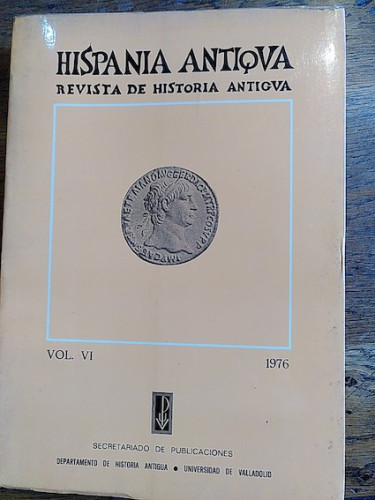 HISPANIA ANTIQVA
REVISTA DE HISTORIA ANTIGVA
VOL. VI
1976
SECRETARIADO DE PUBLICACIONES
DEPARTAMENTO DE HISTORIA ANTIGUA • UNIVERSIDAD DE VALLADOLID